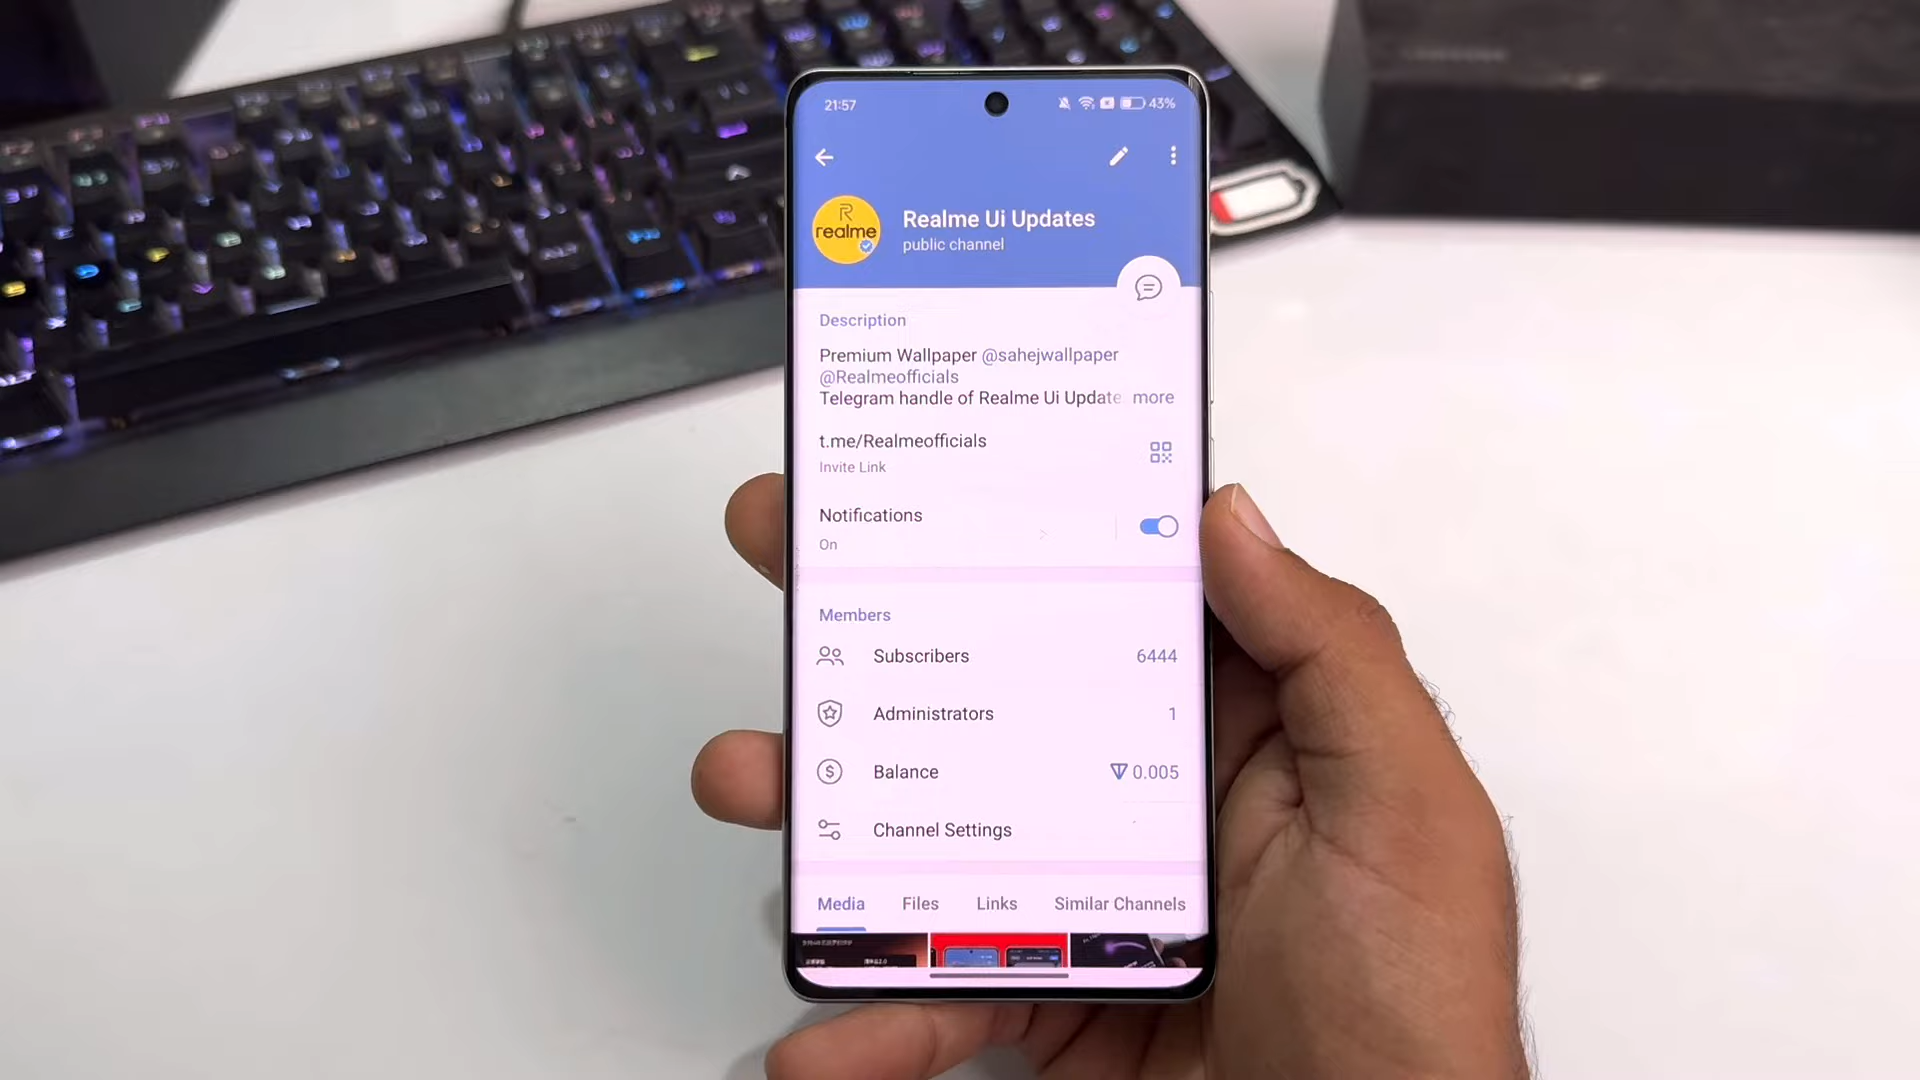 21:57
43%
R
realme
Realme Ui Updates
public channel
Description
Premium Wallpaper @sahejwallpaper
@Realmeofficials
Telegram handle of Realme Ui Update more
t.me/Realmeofficials
Invite Link
Notifications
On
Members
Subscribers 6444
Administrators 1
Balance 0.005
Channel Settings
Media Files Links Similar Channels